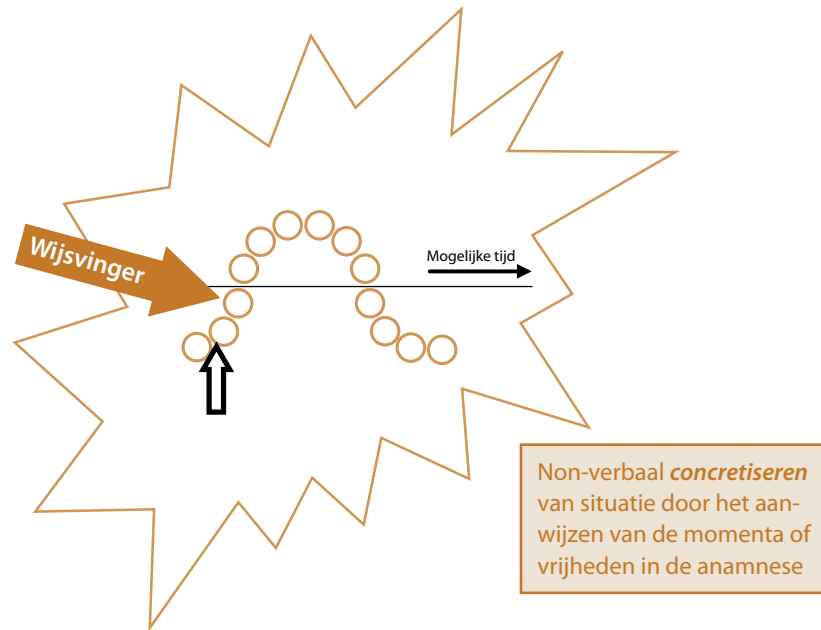 Wijsvinger
Mogelijke tijd
Non-verbaal concretiseren
van situatie door het aan-
wijzen van de momenta of
vrijheden in de anamnese